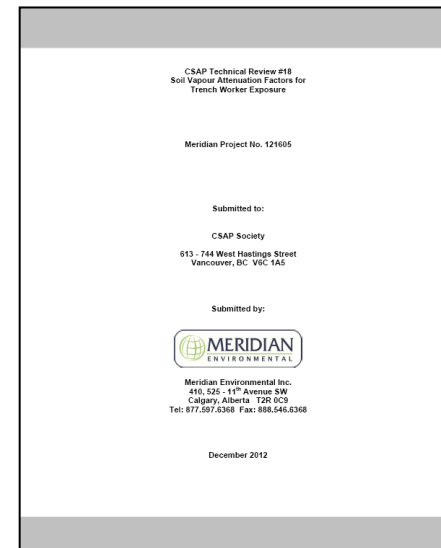 CSAP Technical Review #18
Soil Vapour Attenuation Factors for
Trench Worker Exposure
Meridian Project No. 121605
Submitted to:
CSAP Society
613 - 744 West Hastings Street
Vancouver, BC V6C 1A5
Submitted by:
MERIDIAN
ENVIRONMENTAL
Meridian Environmental Inc.
410, 525 - 11th Avenue SW
Calgary, Alberta T2R 0C9
Tel: 877.597.6368 Fax: 888.546.6368
December 2012